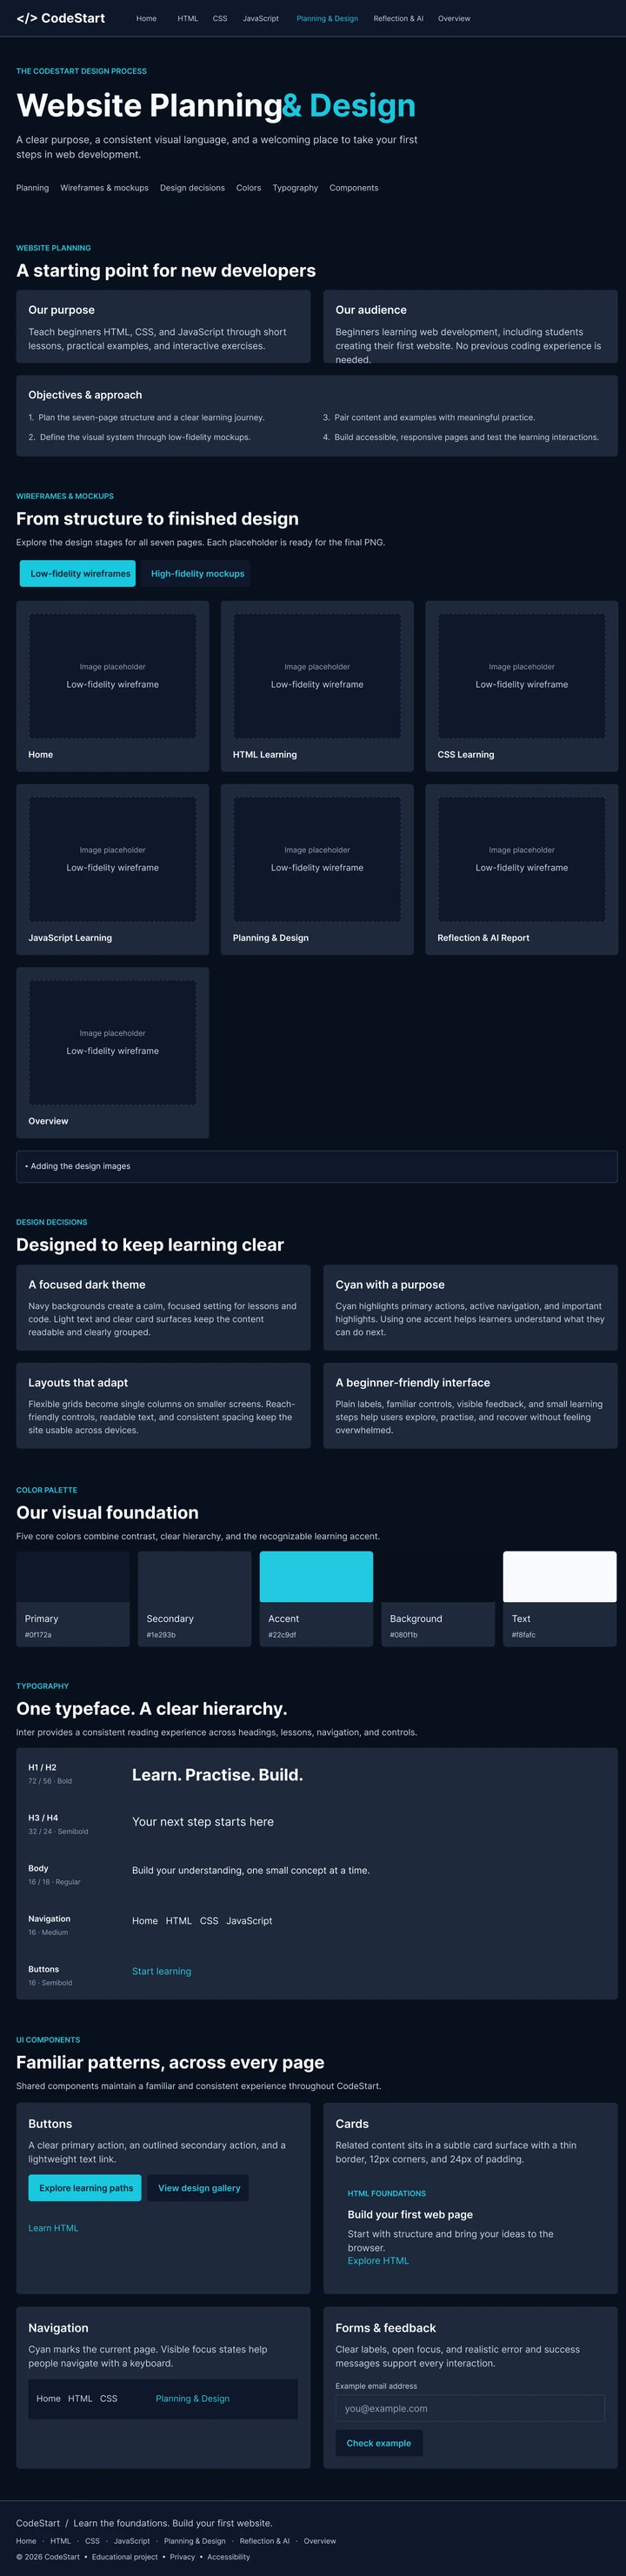 </> CodeStart Home HTML CSS JavaScript Planning & Design Reflection & AI Overview
THE CODESTART DESIGN PROCESS
Website Planning& Design
A clear purpose, a consistent visual language, and a welcoming place to take your first
steps in web development.
Planning Wireframes & mockups Design decisions Colors Typography Components
WEBSITE PLANNING
A starting point for new developers
Our purpose
Teach beginners HTML, CSS, and JavaScript through short
lessons, practical examples, and interactive exercises.
Our audience
Beginners learning web development, including students
creating their first website. No previous coding experience is
needed.
Objectives & approach
1. Plan the seven-page structure and a clear learning journey.
2. Define the visual system through low-fidelity mockups.
3. Pair content and examples with meaningful practice.
4. Build accessible, responsive pages and test the learning interactions.
WIREFRAMES & MOCKUPS
From structure to finished design
Explore the design stages for all seven pages. Each placeholder is ready for the final PNG.
Low-fidelity wireframes High-fidelity mockups
Image placeholder
Low-fidelity wireframe
Home
Image placeholder
Low-fidelity wireframe
HTML Learning
Image placeholder
Low-fidelity wireframe
CSS Learning
Image placeholder
Low-fidelity wireframe
JavaScript Learning
Image placeholder
Low-fidelity wireframe
Planning & Design
Image placeholder
Low-fidelity wireframe
Reflection & AI Report
Image placeholder
Low-fidelity wireframe
Overview
‣ Adding the design images
DESIGN DECISIONS
Designed to keep learning clear
A focused dark theme
Navy backgrounds create a calm, focused setting for lessons and
code. Light text and clear card surfaces keep the content
readable and clearly grouped.
Cyan with a purpose
Cyan highlights primary actions, active navigation, and important
highlights. Using one accent helps learners understand what they
can do next.
Layouts that adapt
Flexible grids become single columns on smaller screens. Reach-
friendly controls, readable text, and consistent spacing keep the
site usable across devices.
A beginner-friendly interface
Plain labels, familiar controls, visible feedback, and small learning
steps help users explore, practise, and recover without feeling
overwhelmed.
COLOR PALETTE
Our visual foundation
Five core colors combine contrast, clear hierarchy, and the recognizable learning accent.
Primary
#0f172a
Secondary
#1e293b
Accent
#22c9df
Background
#080f1b
Text
#f8fafc
TYPOGRAPHY
One typeface. A clear hierarchy.
Inter provides a consistent reading experience across headings, lessons, navigation, and controls.
H1 / H2
72 / 56 · Bold
Learn. Practise. Build.
H3 / H4
32 / 24 · Semibold
Your next step starts here
Body
16 / 18 · Regular
Build your understanding, one small concept at a time.
Navigation
16 · Medium
Home HTML CSS JavaScript
Buttons
16 · Semibold
Start learning
UI COMPONENTS
Familiar patterns, across every page
Shared components maintain a familiar and consistent experience throughout CodeStart.
Buttons
A clear primary action, an outlined secondary action, and a
lightweight text link.
Explore learning paths View design gallery
Learn HTML
Cards
Related content sits in a subtle card surface with a thin
border, 12px corners, and 24px of padding.
HTML FOUNDATIONS
Build your first web page
Start with structure and bring your ideas to the
browser.
Explore HTML
Navigation
Cyan marks the current page. Visible focus states help
people navigate with a keyboard.
Home HTML CSS Planning & Design
Forms & feedback
Clear labels, open focus, and realistic error and success
messages support every interaction.
Example email address
you@example.com
Check example
CodeStart / Learn the foundations. Build your first website.
Home · HTML · CSS · JavaScript · Planning & Design · Reflection & AI · Overview
© 2026 CodeStart • Educational project • Privacy • Accessibility